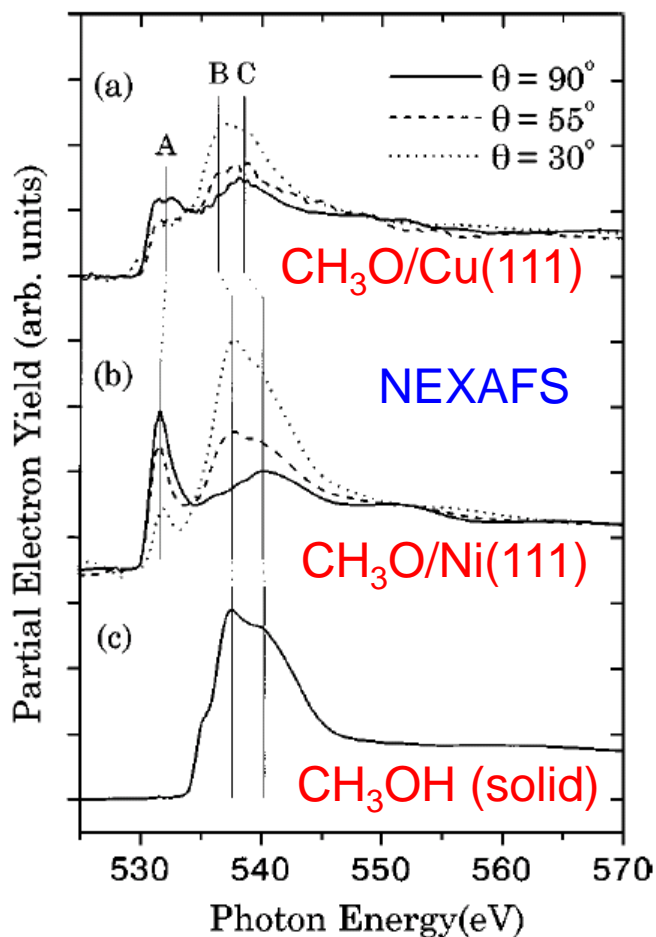 (a)
B C
A
θ = 90°
θ = 55°
θ = 30°
CH₃O/Cu(111)
(b)
NEXAFS
CH₃O/Ni(111)
(c)
CH₃OH (solid)
Partial Electron Yield (arb. units)
530 540 550 560 570
Photon Energy(eV)